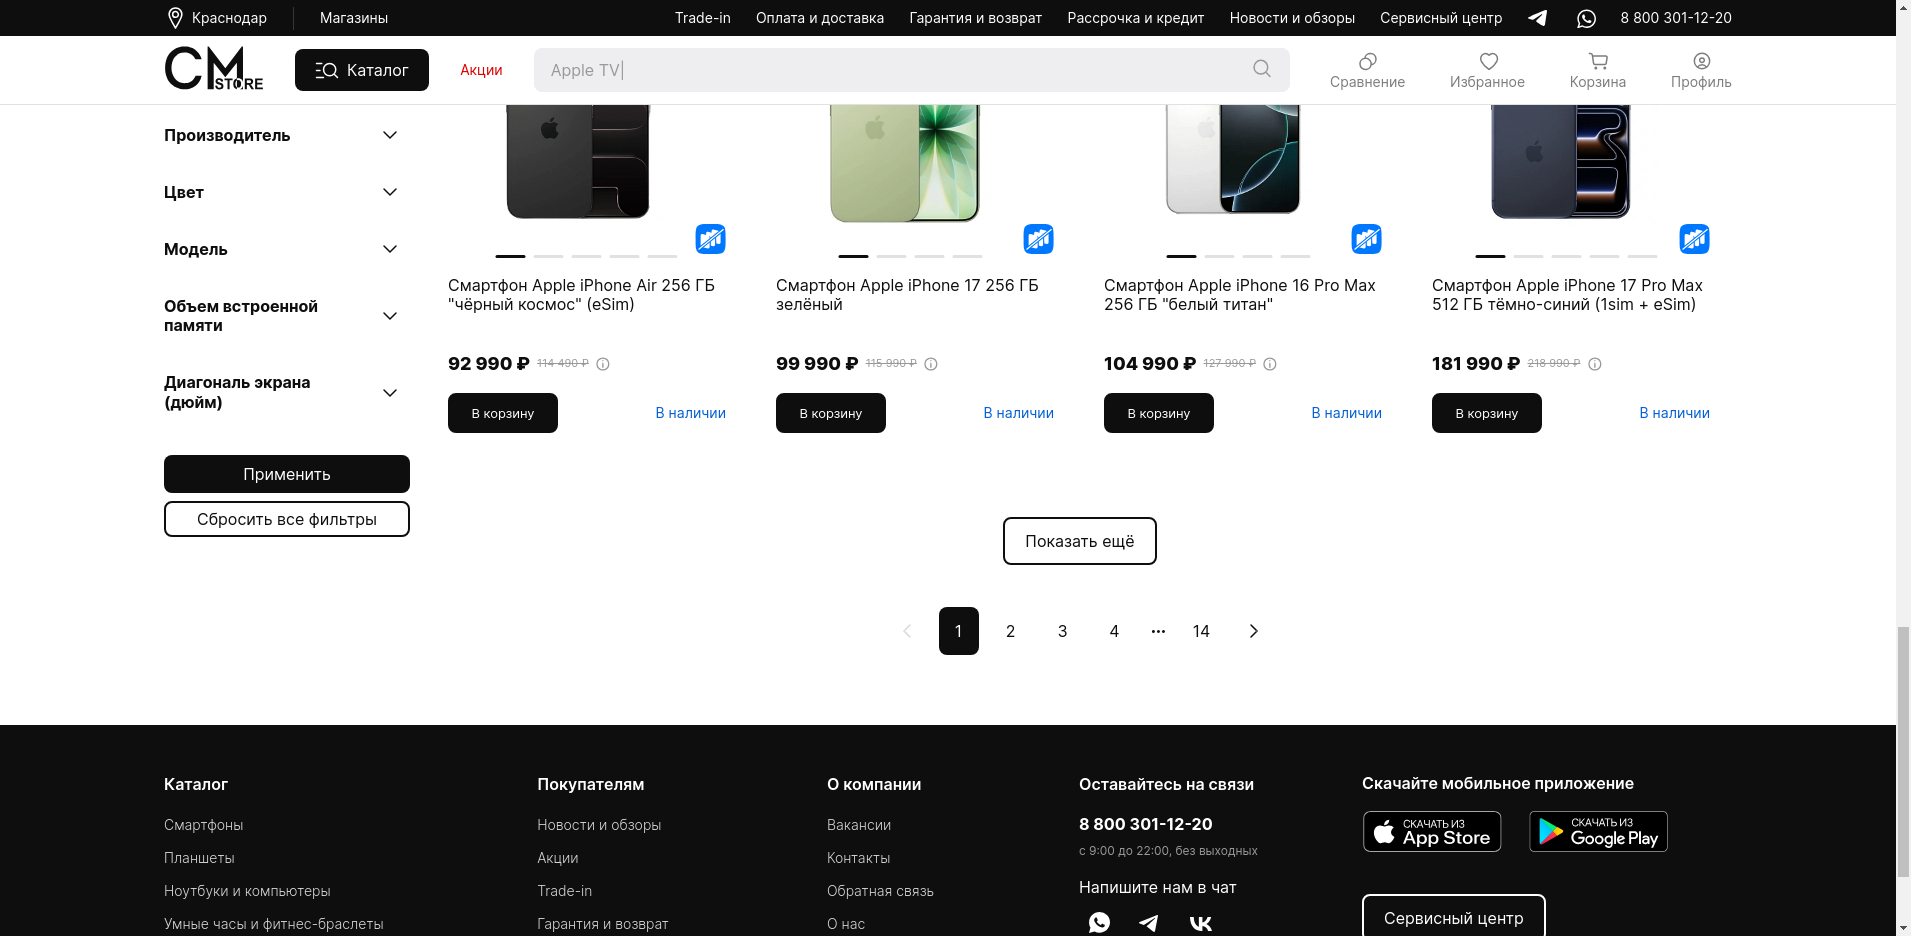 Краснодар Магазины Trade-in Оплата и доставка Гарантия и возврат Рассрочка и кредит Новости и обзоры Сервисный центр 8 800 301-12-20
CM STORE Каталог Акции Apple TV Сравнение Избранное Корзина Профиль
Производитель
Цвет
Модель
Объем встроенной
памяти
Диагональ экрана
(дюйм)
Применить
Сбросить все фильтры
Смартфон Apple iPhone Air 256 ГБ
"чёрный космос" (eSim)
92 990 ₽ 114 490 ₽
В корзину В наличии
Смартфон Apple iPhone 17 256 ГБ
зелёный
99 990 ₽ 115 990 ₽
В корзину В наличии
Смартфон Apple iPhone 16 Pro Max
256 ГБ "белый титан"
104 990 ₽ 127 990 ₽
В корзину В наличии
Смартфон Apple iPhone 17 Pro Max
512 ГБ тёмно-синий (1sim + eSim)
181 990 ₽ 218 990 ₽
В корзину В наличии
Показать ещё
1 2 3 4 ... 14
Каталог
Смартфоны
Планшеты
Ноутбуки и компьютеры
Умные часы и фитнес-браслеты
Покупателям
Новости и обзоры
Акции
Trade-in
Гарантия и возврат
О компании
Вакансии
Контакты
Обратная связь
О нас
Оставайтесь на связи
8 800 301-12-20
с 9:00 до 22:00, без выходных
Напишите нам в чат
Скачайте мобильное приложение
СКАЧАТЬ ИЗ
App Store
СКАЧАТЬ ИЗ
Google Play
Сервисный центр